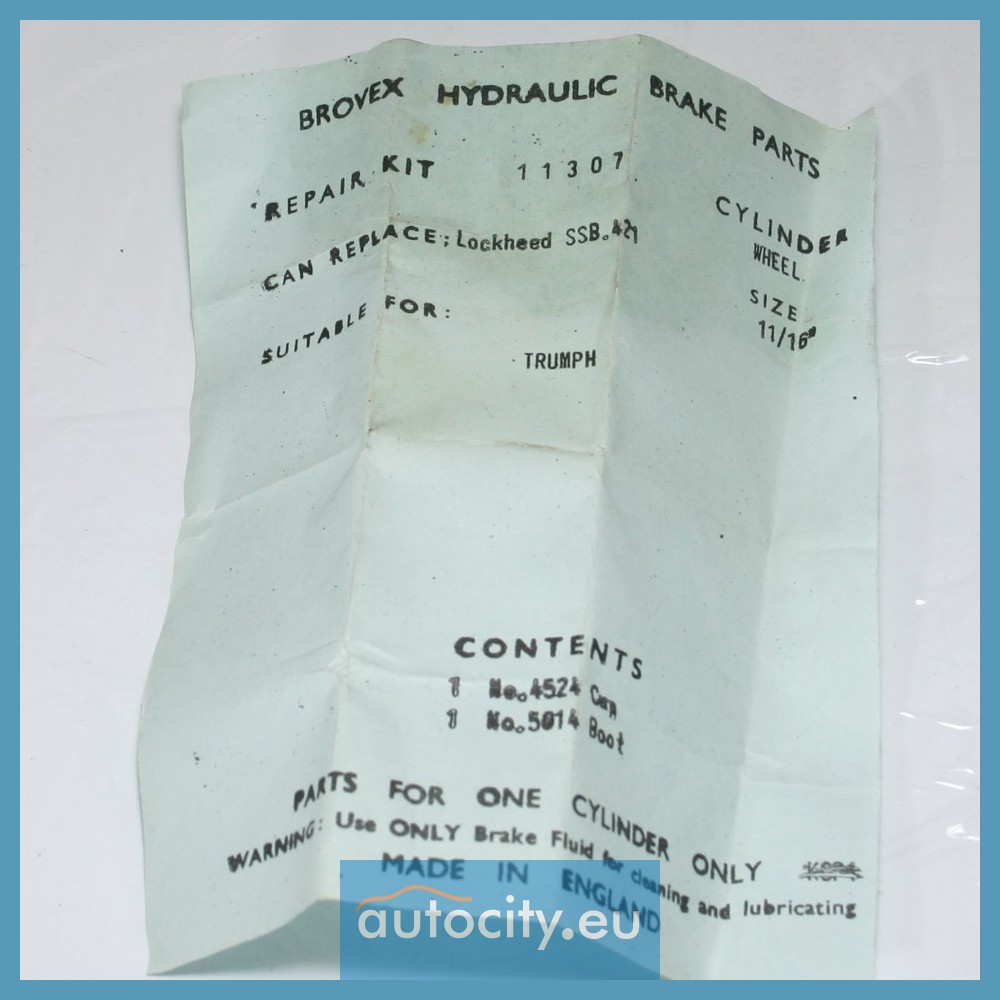 BROVEX HYDRAULIC BRAKE PARTS
REPAIR KIT 11307 CYLINDER
CAN REPLACE; Lockheed SSB.421 WHEEL.
SUITABLE FOR: SIZE
11/16"
TRUMPH
CONTENTS
1 No.4524 Cap
1 No.5014 Boot
PARTS FOR ONE CYLINDER ONLY
WARNING: Use ONLY Brake Fluid for cleaning and lubricating
MADE IN ENGLAND
autocity.eu